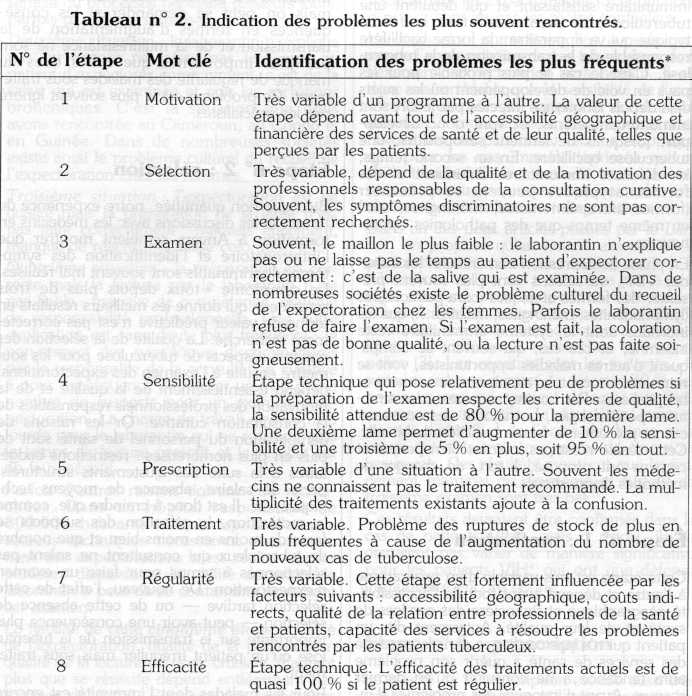 Tableau n° 2. Indication des problèmes les plus souvent rencontrés.
N° de l'étape Mot clé Identification des problèmes les plus fréquents*
1 Motivation Très variable d'un programme à l'autre. La valeur de cette
étape dépend avant tout de l'accessibilité géographique et
financière des services de santé et de leur qualité, telles que
perçues par les patients.
2 Sélection Très variable, dépend de la qualité et de la motivation des
professionnels responsables de la consultation curative.
Souvent, les symptômes discriminatoires ne sont pas cor-
rectement recherchés.
3 Examen Souvent, le maillon le plus faible : le laborantin n'explique
pas ou ne laisse pas le temps au patient d'expectorer cor-
rectement : c'est de la salive qui est examinée. Dans de
nombreuses sociétés existe le problème culturel du recueil
de l'expectoration chez les femmes. Parfois le laborantin
refuse de faire l'examen. Si l'examen est fait, la coloration
n'est pas de bonne qualité, ou la lecture n'est pas faite soi-
gneusement.
4 Sensibilité Étape technique qui pose relativement peu de problèmes si
la préparation de l'examen respecte les critères de qualité,
la sensibilité attendue est de 80 % pour la première lame.
Une deuxième lame permet d'augmenter de 10 % la sensi-
bilité et une troisième de 5 % en plus, soit 95 % en tout.
5 Prescription Très variable d'une situation à l'autre. Souvent les méde-
cins ne connaissent pas le traitement recommandé. La mul-
tiplicité des traitements existants ajoute à la confusion.
6 Traitement Très variable. Problème des ruptures de stock de plus en
plus fréquentes à cause de l'augmentation du nombre de
nouveaux cas de tuberculose.
7 Régularité Très variable. Cette étape est fortement influencée par les
facteurs suivants : accessibilité géographique, coûts indi-
rects, qualité de la relation entre professionnels de la santé
et patients, capacité des services à résoudre les problèmes
rencontrés par les patients tuberculeux.
8 Efficacité Étape technique. L'efficacité des traitements actuels est de
quasi 100 % si le patient est régulier.